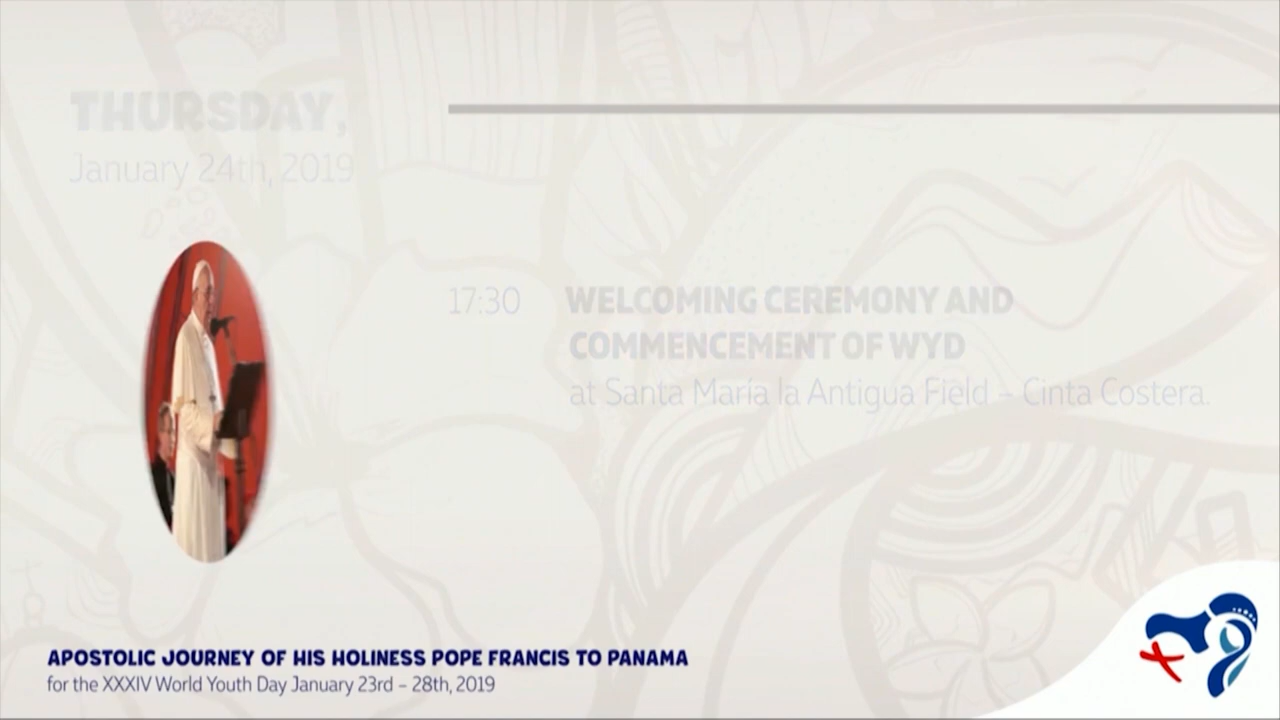 THURSDAY,
January 24th, 2019
17:30 WELCOMING CEREMONY AND
COMMENCEMENT OF WYD
at Santa María la Antigua Field – Cinta Costera.
APOSTOLIC JOURNEY OF HIS HOLINESS POPE FRANCIS TO PANAMA
for the XXXIV World Youth Day January 23rd – 28th, 2019